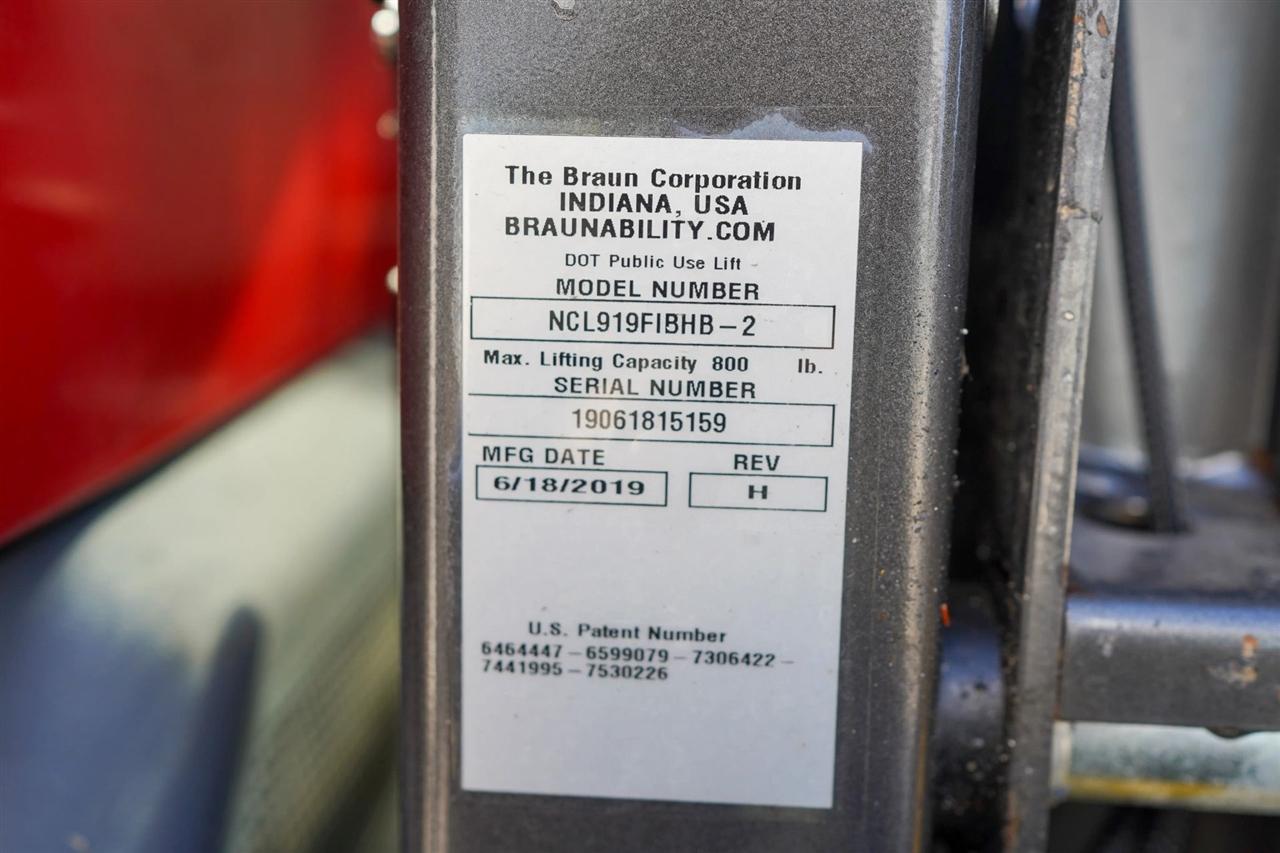 The Braun Corporation
INDIANA, USA
BRAUNABILITY.COM
DOT Public Use Lift
MODEL NUMBER
NCL919FIBHB-2
Max. Lifting Capacity 800 lb.
SERIAL NUMBER
19061815159
MFG DATE REV
6/18/2019 H
U.S. Patent Number
6464447-6599079-7306422-
7441995-7530226